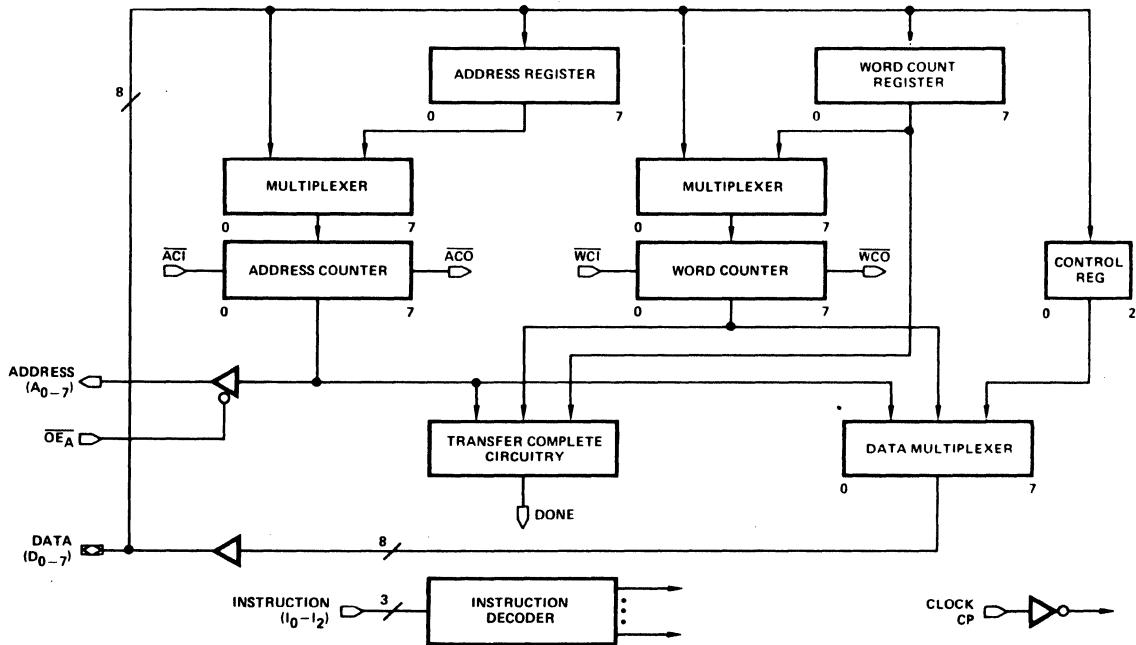 ADDRESS REGISTER
0 7
WORD COUNT
REGISTER
0 7
8
MULTIPLEXER
0 7
MULTIPLEXER
0 7
ACI
ADDRESS COUNTER
ACO
0 7
WCI
WORD COUNTER
WCO
0 7
CONTROL
REG
0 2
ADDRESS
(A0–7)
OEA
TRANSFER COMPLETE
CIRCUITRY
DATA MULTIPLEXER
0 7
DONE
DATA
(D0–7)
8
INSTRUCTION
(I0–I2)
3
INSTRUCTION
DECODER
CLOCK
CP